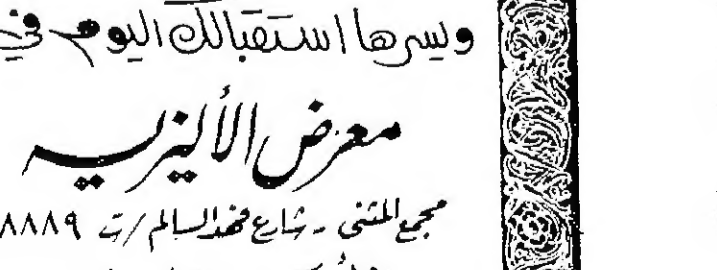 ويسرها استقبالك اليوم في
معرض الأليزيه
مجمع المثنى - شارع فهد السالم / ت ٨٨٨٩